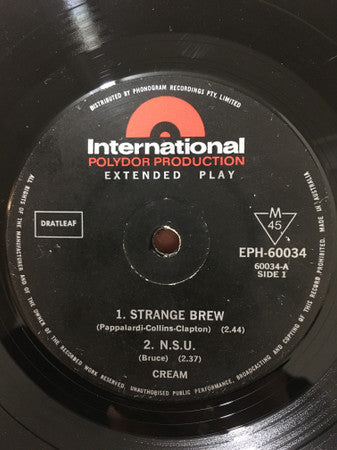 DISTRIBUTED BY PHONOGRAM RECORDINGS PTY. LIMITED
International
POLYDOR PRODUCTION
EXTENDED PLAY
DRATLEAF
M
45
EPH-60034
60034-A
SIDE 1
1. STRANGE BREW
(Pappalardi-Collins-Clapton) (2.44)
2. N.S.U.
(Bruce) (2.37)
CREAM
ALL RIGHTS OF THE MANUFACTURER AND OF THE OWNER OF THE RECORDED WORK RESERVED. UNAUTHORISED PUBLIC PERFORMANCE, BROADCASTING AND COPYING OF THIS RECORD PROHIBITED. MADE IN AUSTRALIA